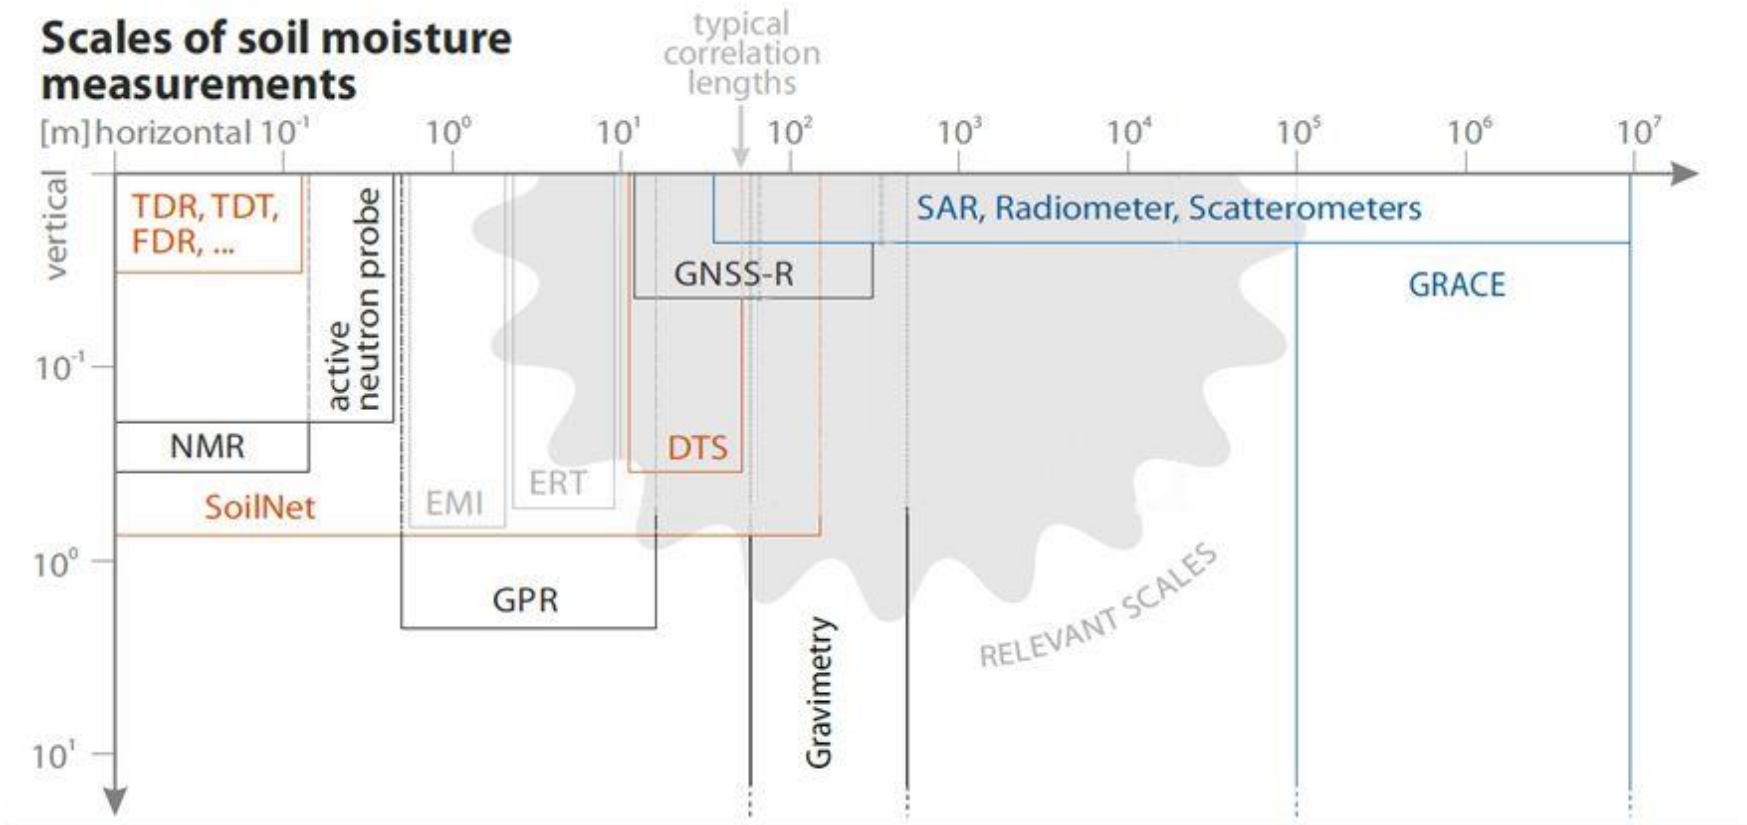 Scales of soil moisture
measurements
typical
correlation
lengths
[m] horizontal 10⁻¹ 10⁰ 10¹ 10² 10³ 10⁴ 10⁵ 10⁶ 10⁷
vertical
TDR, TDT,
FDR, ...
active
neutron probe
SAR, Radiometer, Scatterometers
GNSS-R
GRACE
10⁻¹
NMR
DTS
ERT
EMI
SoilNet
10⁰
GPR
RELEVANT SCALES
Gravimetry
10¹